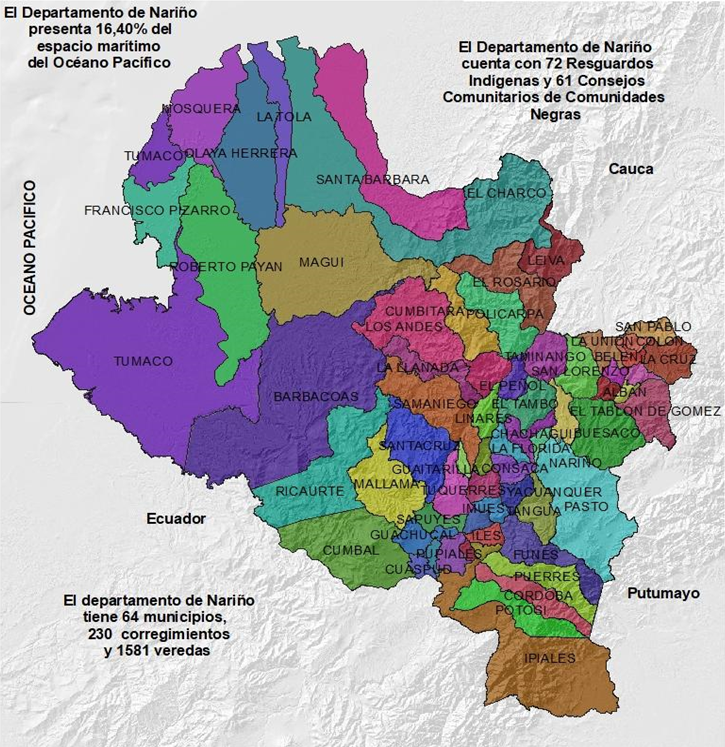 El Departamento de Nariño
presenta 16,40% del
espacio marítimo
del Océano Pacífico
El Departamento de Nariño
cuenta con 72 Resguardos
Indigenas y 61 Consejos
Comunitarios de Comunidades
Negras
MOSQUERA
LA TOLA
TUMACO
OLAYA HERRERA
Cauca
SANTA BARBARA
EL CHARCO
FRANCISCO PIZARRO
OCEANO PACIFICO
LEIVA
MAGUI
ROBERTO PAYAN
EL ROSARIO
CUMBITARA
POLICARPA
LOS ANDES
SAN PABLO
LA UNION
COLON
TUMACO
TAMINANGO
BELEN
LA CRUZ
LA LLANADA
SAN LORENZO
EL PEÑOL
ALBAN
BARBACOAS
SAMANIEGO
EL TAMBO
EL TABLON DE GOMEZ
LINARES
CHACHAGUI
BUESACO
SANTACRUZ
LA FLORIDA
NARIÑO
GUAITARILLA
CONSACA
MALLAMA
RICAURTE
TUQUERRES
YACUANQUER
IMUES
TANGUA
PASTO
Ecuador
SAPUYES
GUACHUCAL
ILES
CUMBAL
PUPIALES
FUNES
CUASPUD
PUERRES
CORDOBA
Putumayo
POTOSI
El departamento de Nariño
tiene 64 municipios,
230 corregimientos
y 1581 veredas
IPIALES